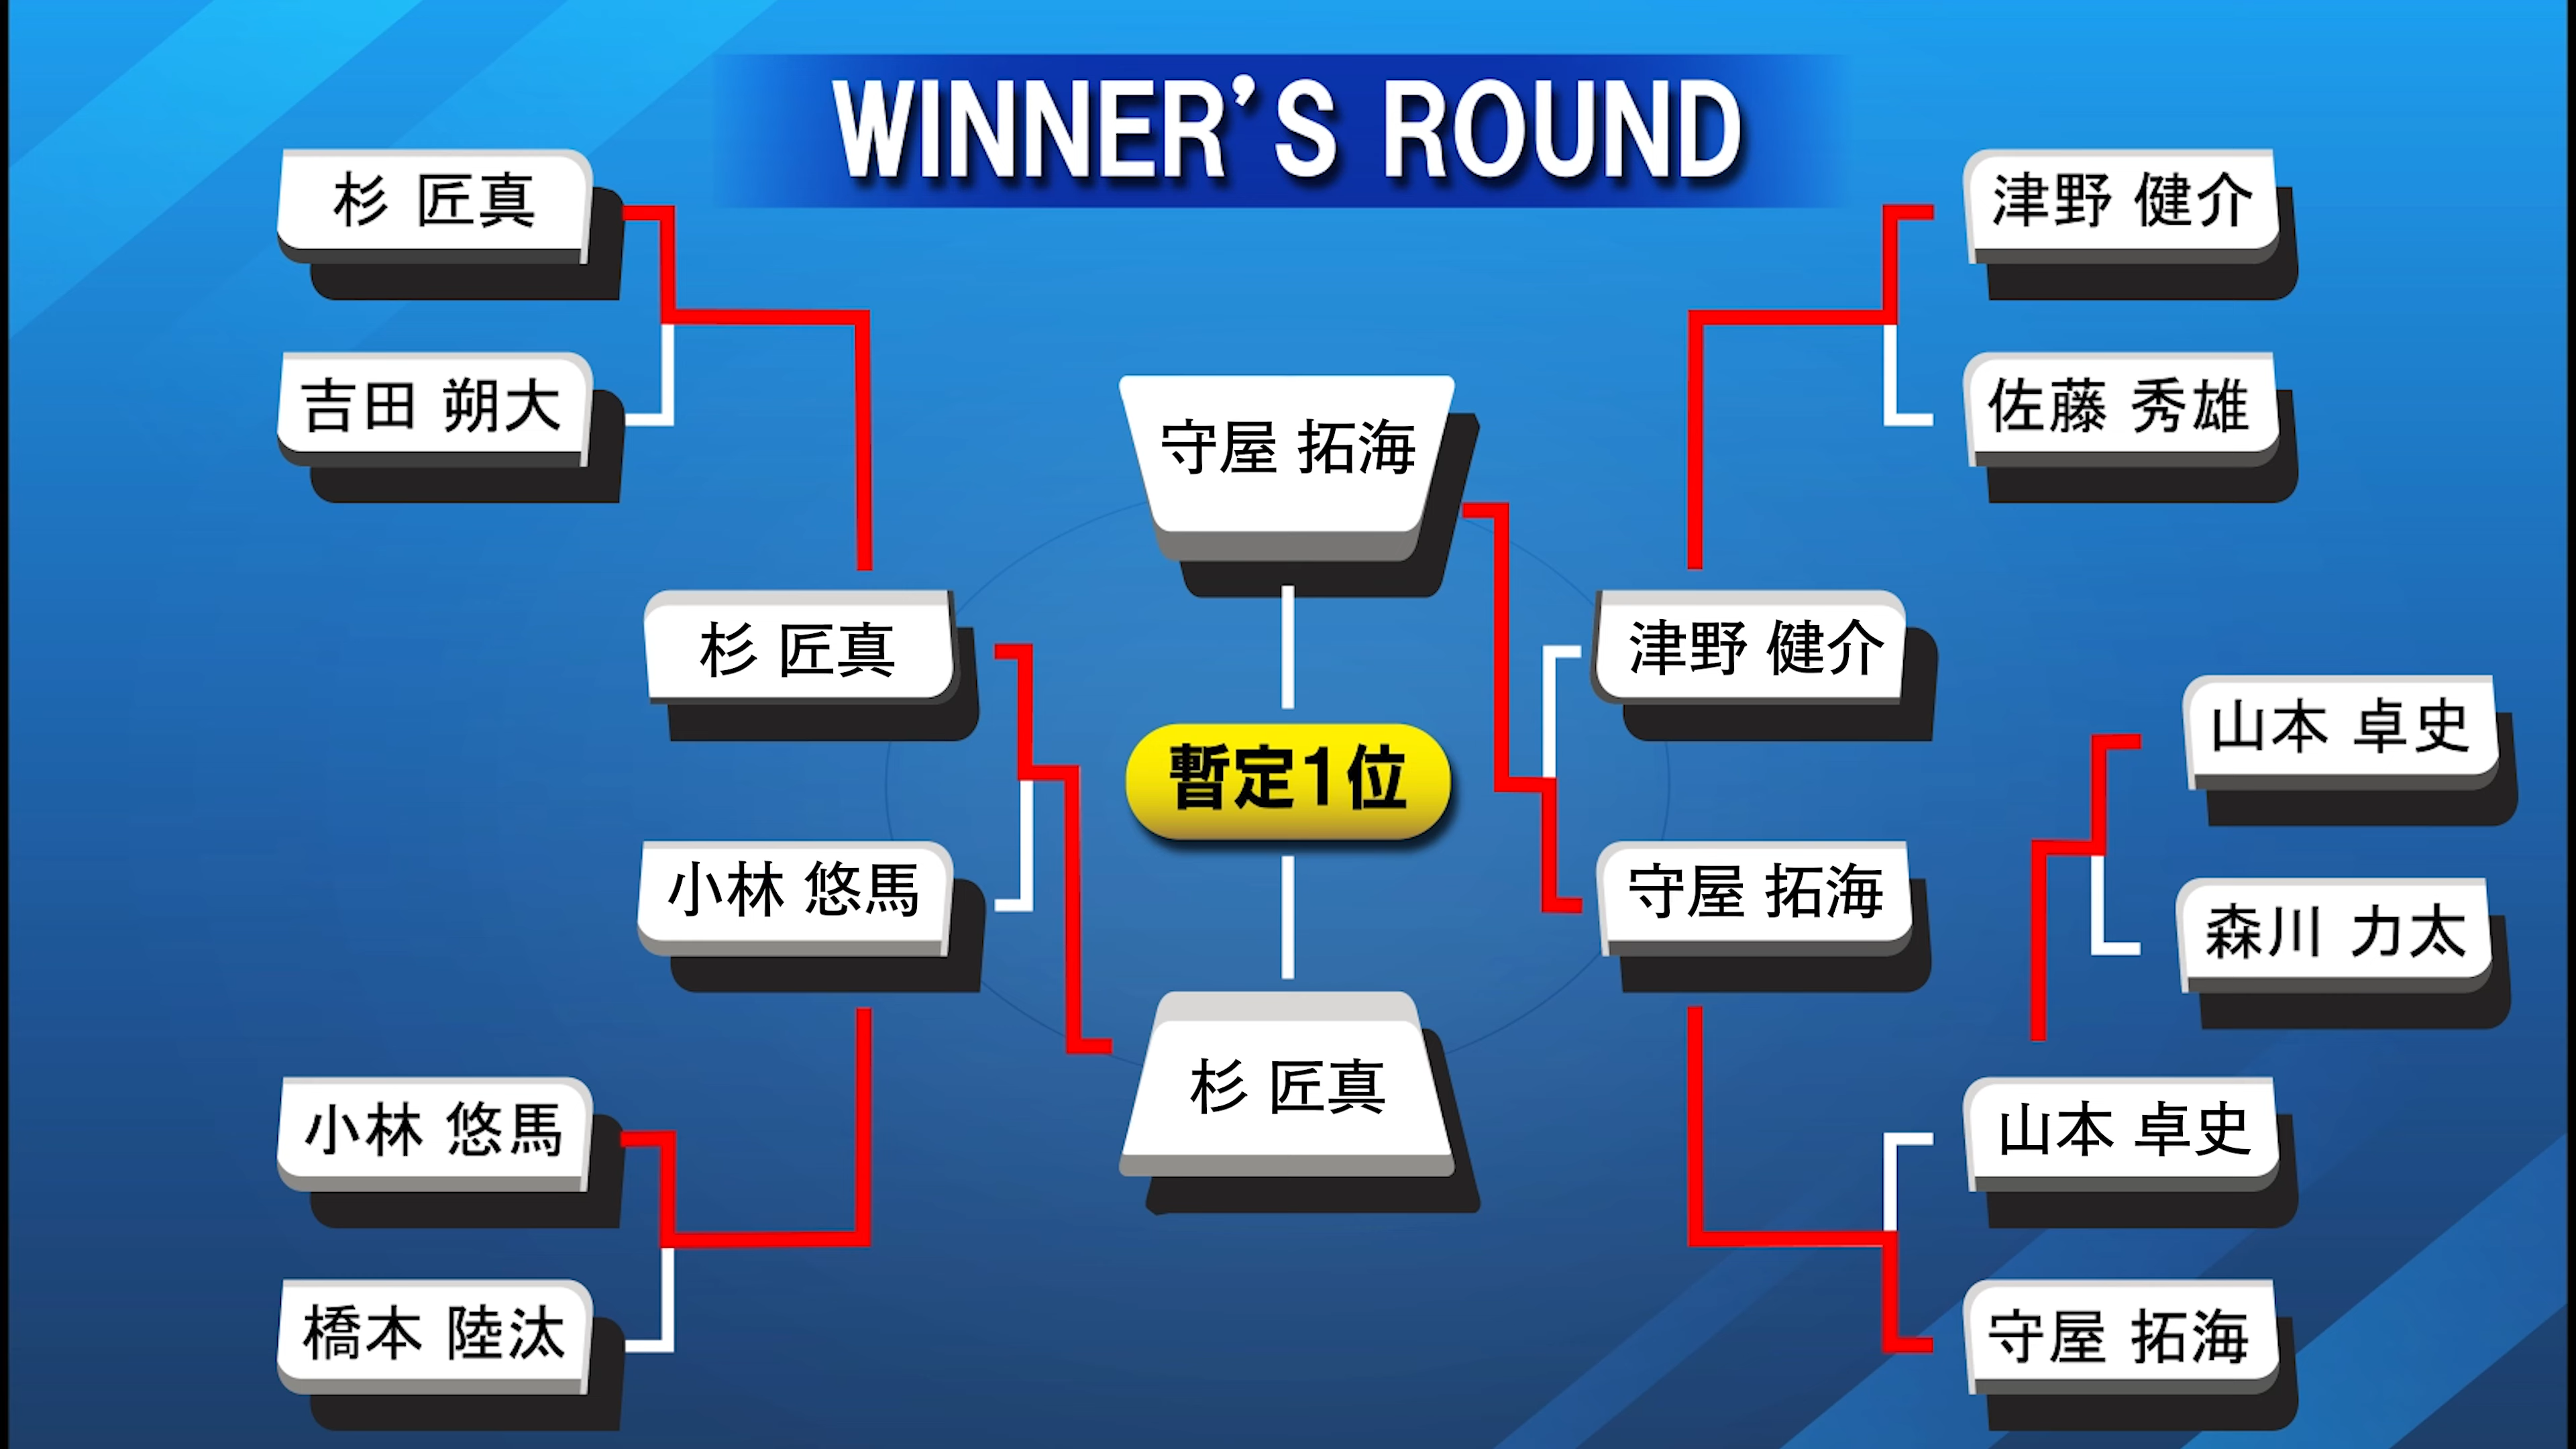 WINNER'S ROUND
杉 匠真
吉田 朔大
杉 匠真
小林 悠馬
小林 悠馬
橋本 陸汰
守屋 拓海
暫定1位
杉 匠真
津野 健介
佐藤 秀雄
津野 健介
守屋 拓海
山本 卓史
森川 力太
山本 卓史
守屋 拓海